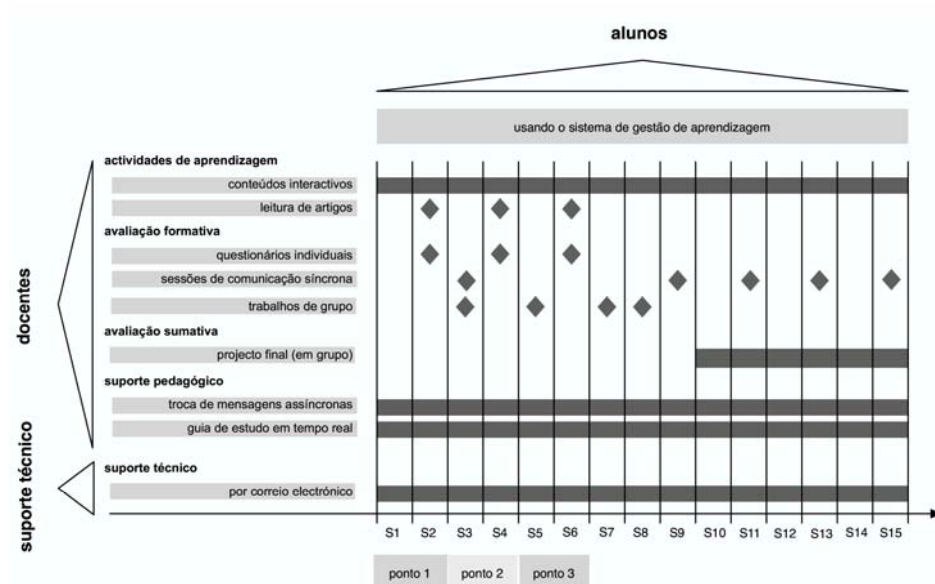 alunos
usando o sistema de gestão de aprendizagem
docentes
actividades de aprendizagem
conteúdos interactivos
leitura de artigos
avaliação formativa
questionários individuais
sessões de comunicação síncrona
trabalhos de grupo
avaliação sumativa
projecto final (em grupo)
suporte pedagógico
troca de mensagens assíncronas
guia de estudo em tempo real
suporte técnico
suporte técnico
por correio electrónico
S1 S2 S3 S4 S5 S6 S7 S8 S9 S10 S11 S12 S13 S14 S15
ponto 1 ponto 2 ponto 3